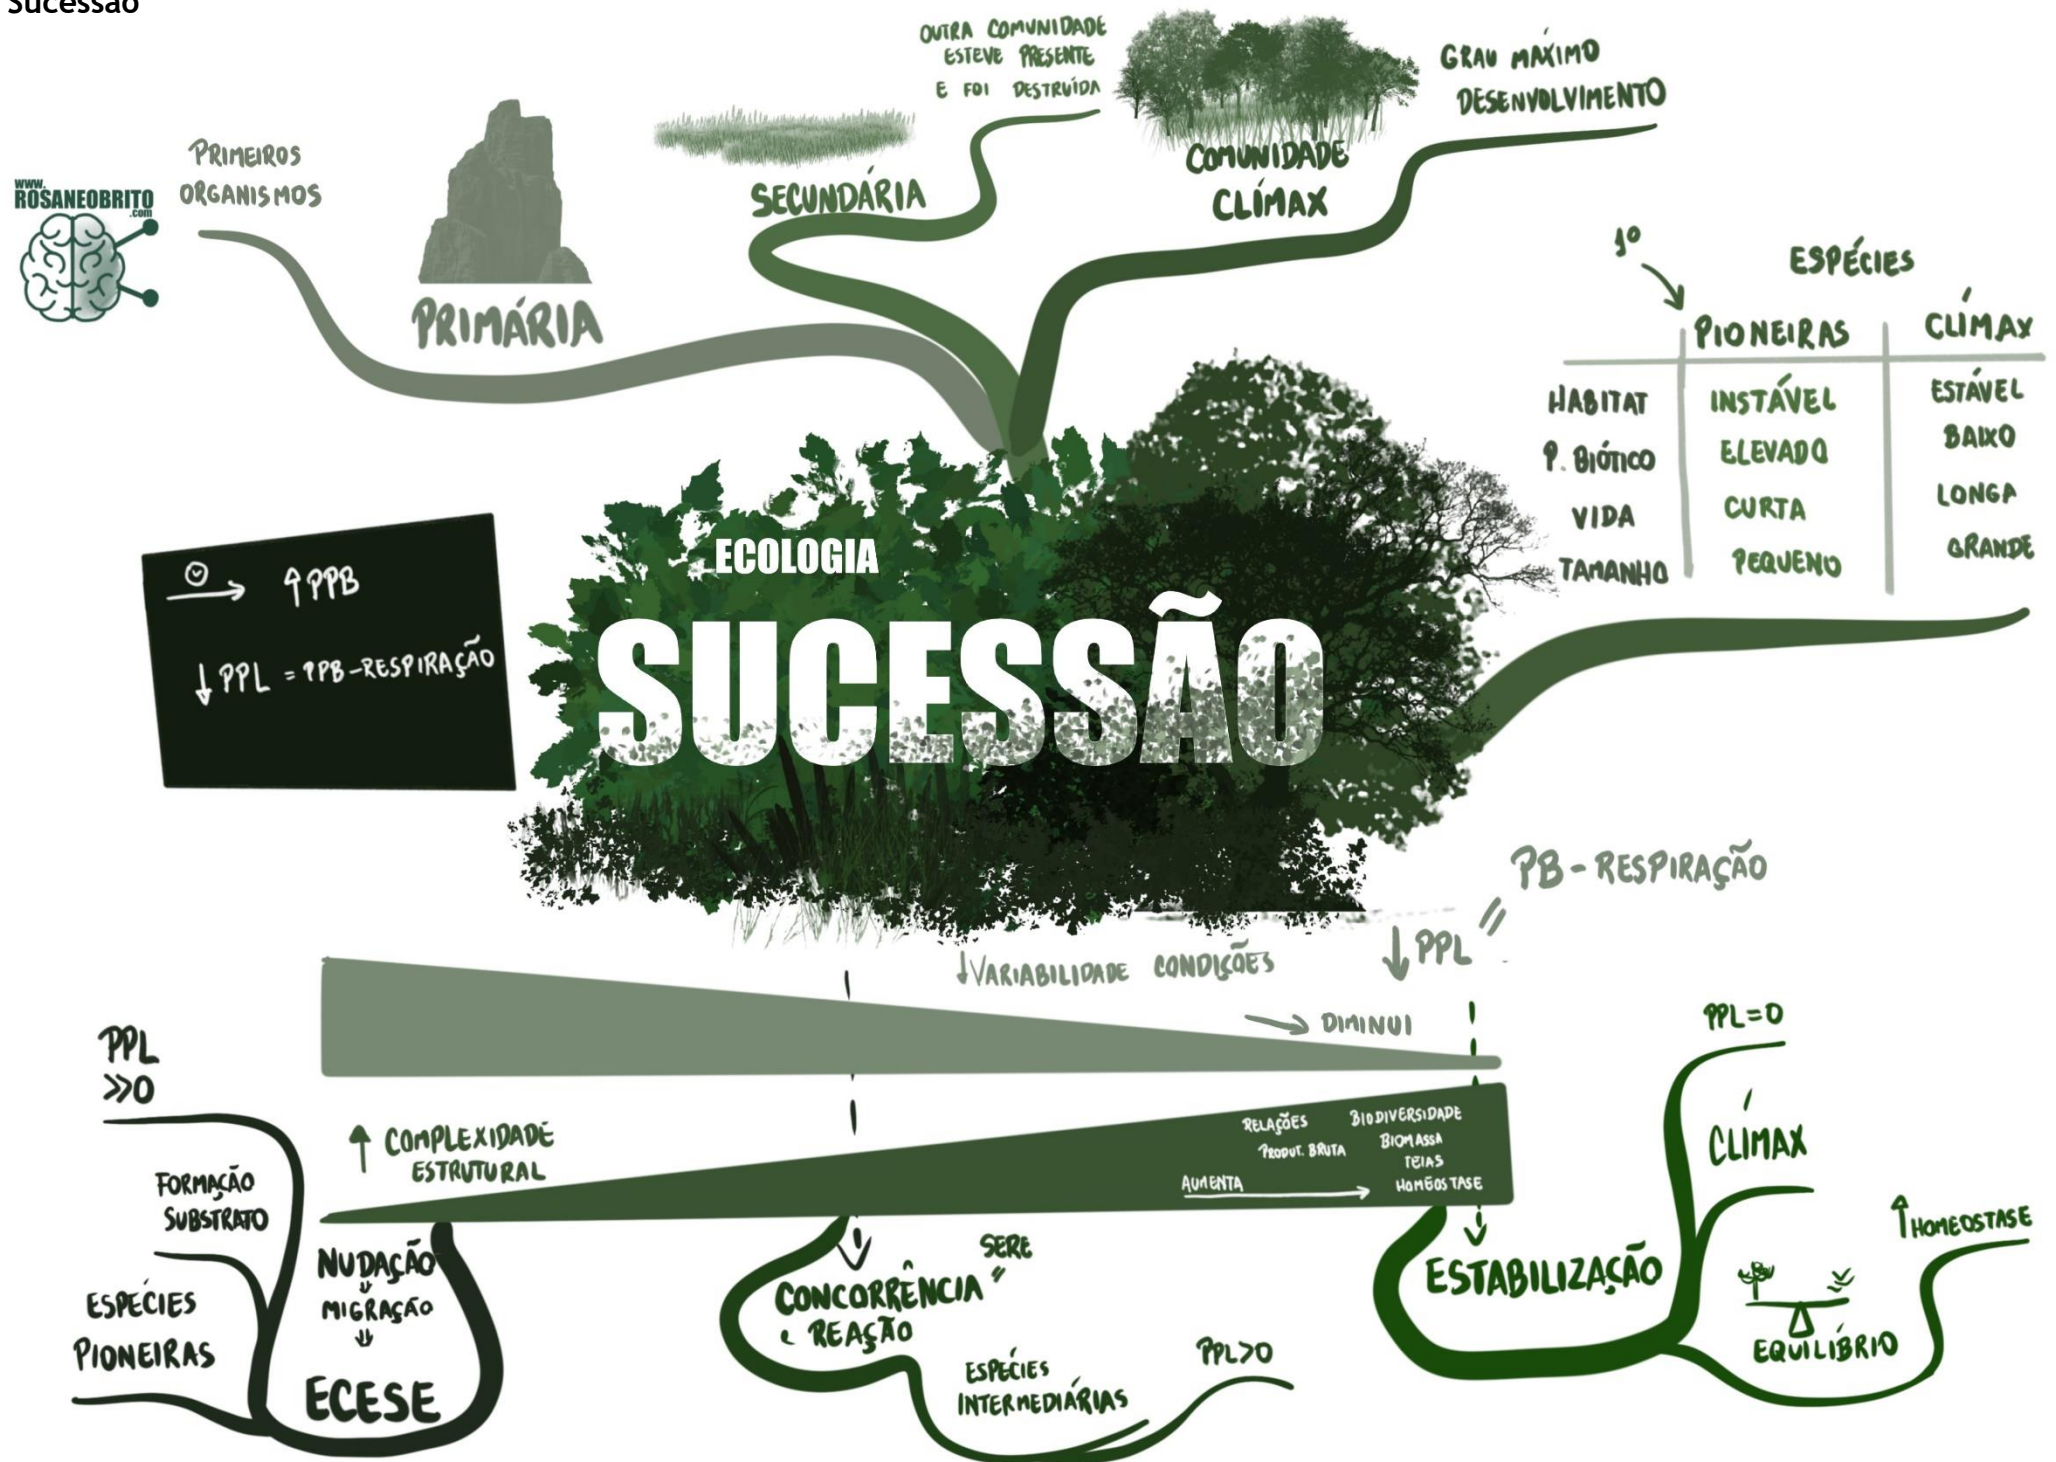 Sucessão
WWW.
ROSANEOBRITO
.com
PRIMEIROS
ORGANISMOS
PRIMÁRIA
SECUNDÁRIA
OUTRA COMUNIDADE
ESTEVE PRESENTE
E FOI DESTRUÍDA
COMUNIDADE
CLÍMAX
GRAU MÁXIMO
DESENVOLVIMENTO
1º
ESPÉCIES
PIONEIRAS CLÍMAX
HABITAT INSTÁVEL ESTÁVEL
P. BIÓTICO ELEVADO BAIXO
VIDA CURTA LONGA
TAMANHO PEQUENO GRANDE
→ ↑PPB
↓PPL = PPB-RESPIRAÇÃO
ECOLOGIA
SUCESSÃO
PB-RESPIRAÇÃO
=
↓PPL
↓VARIABILIDADE CONDIÇÕES
→ DIMINUI
↑ COMPLEXIDADE
ESTRUTURAL
RELAÇÕES BIODIVERSIDADE
PRODUT. BRUTA BIOMASSA
TEIAS
AUMENTA → HOMEOSTASE
PPL
>>0
FORMAÇÃO
SUBSTRATO
ESPÉCIES
PIONEIRAS
NUDAÇÃO
⇓
MIGRAÇÃO
⇓
ECESE
CONCORRÊNCIA = SERE
e REAÇÃO
ESPÉCIES
INTERMEDIÁRIAS
PPL>0
ESTABILIZAÇÃO
PPL=0
CLÍMAX
EQUILÍBRIO
↑HOMEOSTASE